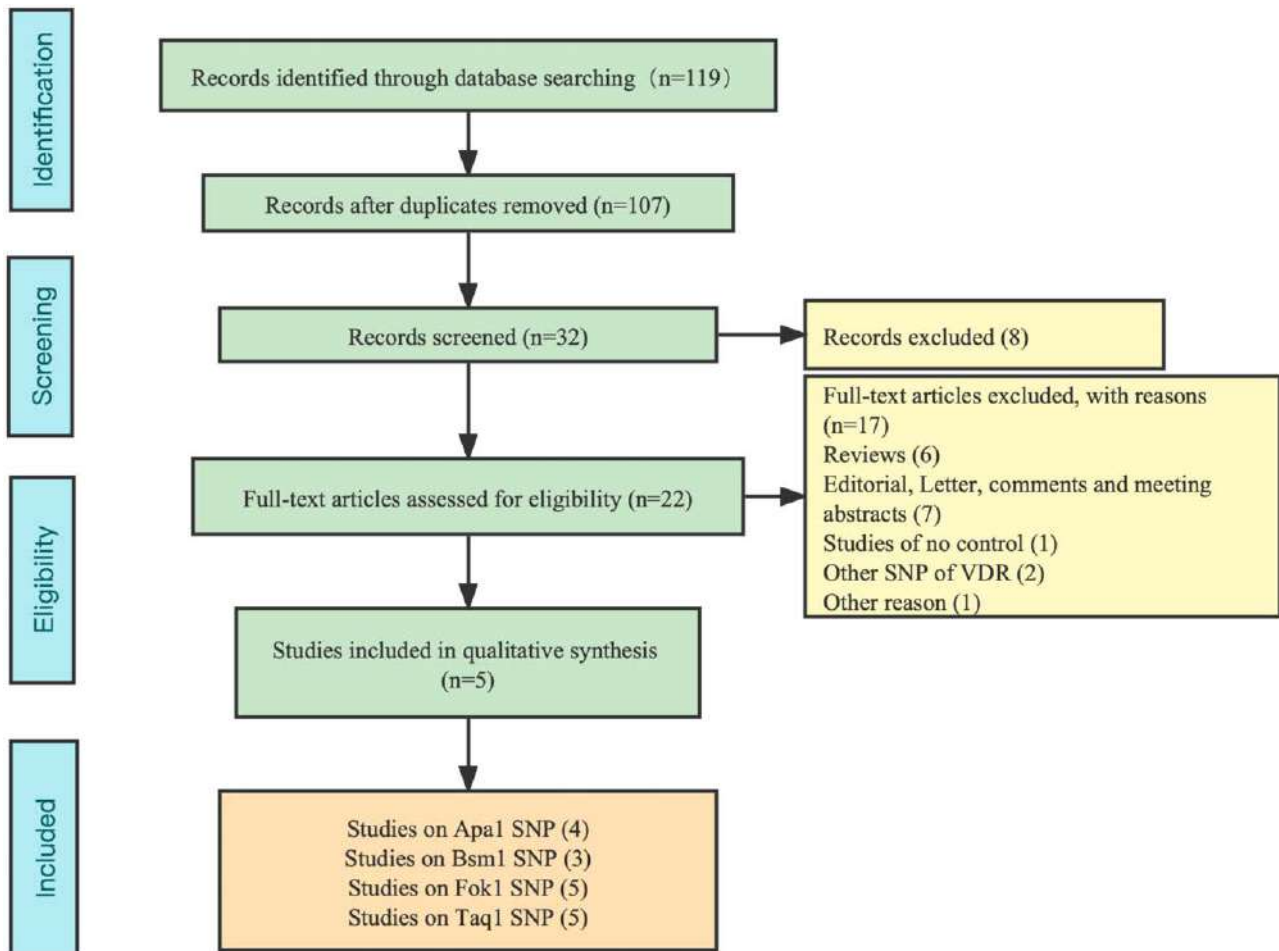 Identification
Records identified through database searching（n=119）
Records after duplicates removed (n=107)
Screening
Records screened (n=32)
Records excluded (8)
Full-text articles excluded, with reasons
(n=17)
Reviews (6)
Editorial, Letter, comments and meeting
abstracts (7)
Studies of no control (1)
Other SNP of VDR (2)
Other reason (1)
Eligibility
Full-text articles assessed for eligibility (n=22)
Studies included in qualitative synthesis
(n=5)
Included
Studies on Apa1 SNP (4)
Studies on Bsm1 SNP (3)
Studies on Fok1 SNP (5)
Studies on Taq1 SNP (5)